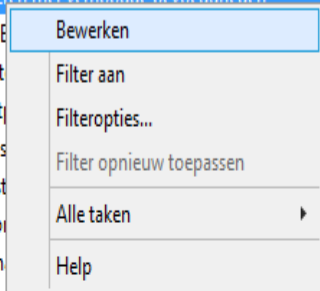 Bewerken
Filter aan
Filteropties...
Filter opnieuw toepassen
Alle taken
Help